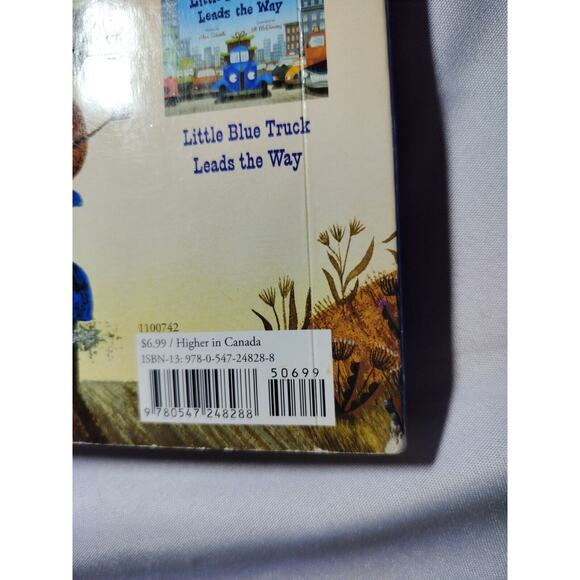 Leads the Way
Little Blue Truck
Leads the Way
1100742
$6.99 / Higher in Canada
ISBN-13: 978-0-547-24828-8
50699
9 780547 248288